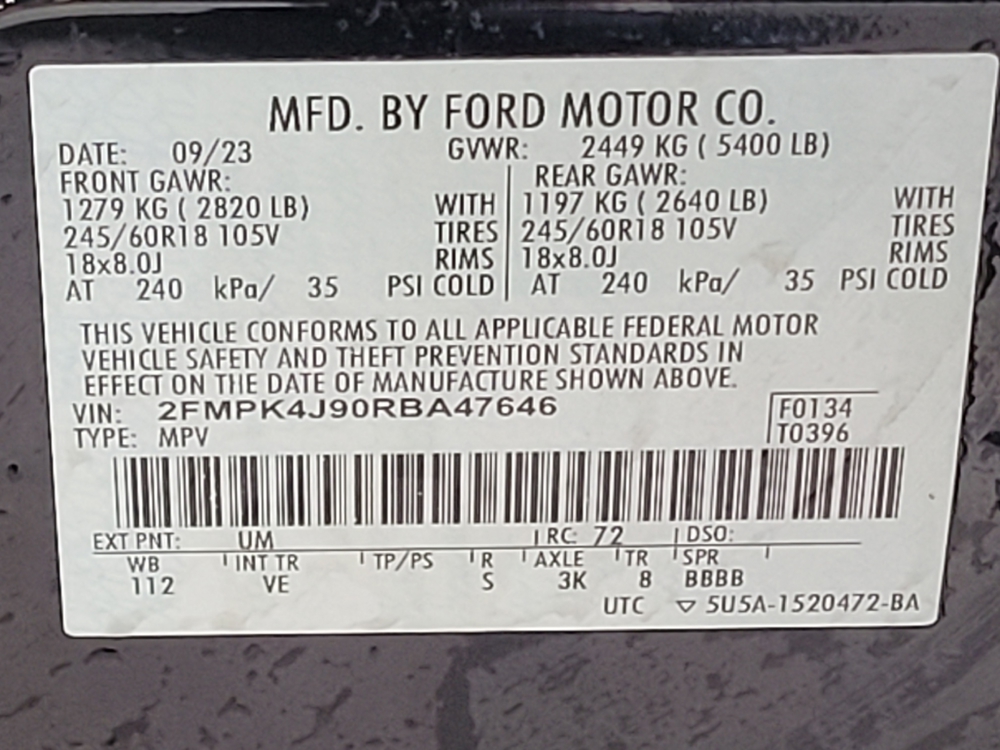 MFD. BY FORD MOTOR CO.
DATE: 09/23 GVWR: 2449 KG ( 5400 LB)
FRONT GAWR: REAR GAWR:
1279 KG ( 2820 LB) WITH 1197 KG ( 2640 LB) WITH
245/60R18 105V TIRES 245/60R18 105V TIRES
18x8.0J RIMS 18x8.0J RIMS
AT 240 kPa/ 35 PSI COLD AT 240 kPa/ 35 PSI COLD
THIS VEHICLE CONFORMS TO ALL APPLICABLE FEDERAL MOTOR
VEHICLE SAFETY AND THEFT PREVENTION STANDARDS IN
EFFECT ON THE DATE OF MANUFACTURE SHOWN ABOVE.
VIN: 2FMPK4J90RBA47646 F0134
TYPE: MPV T0396
EXT PNT: UM RC: 72 DSO:
WB INT TR TP/PS R AXLE TR SPR
112 VE S 3K 8 BBBB
UTC ▽ 5U5A-1520472-BA